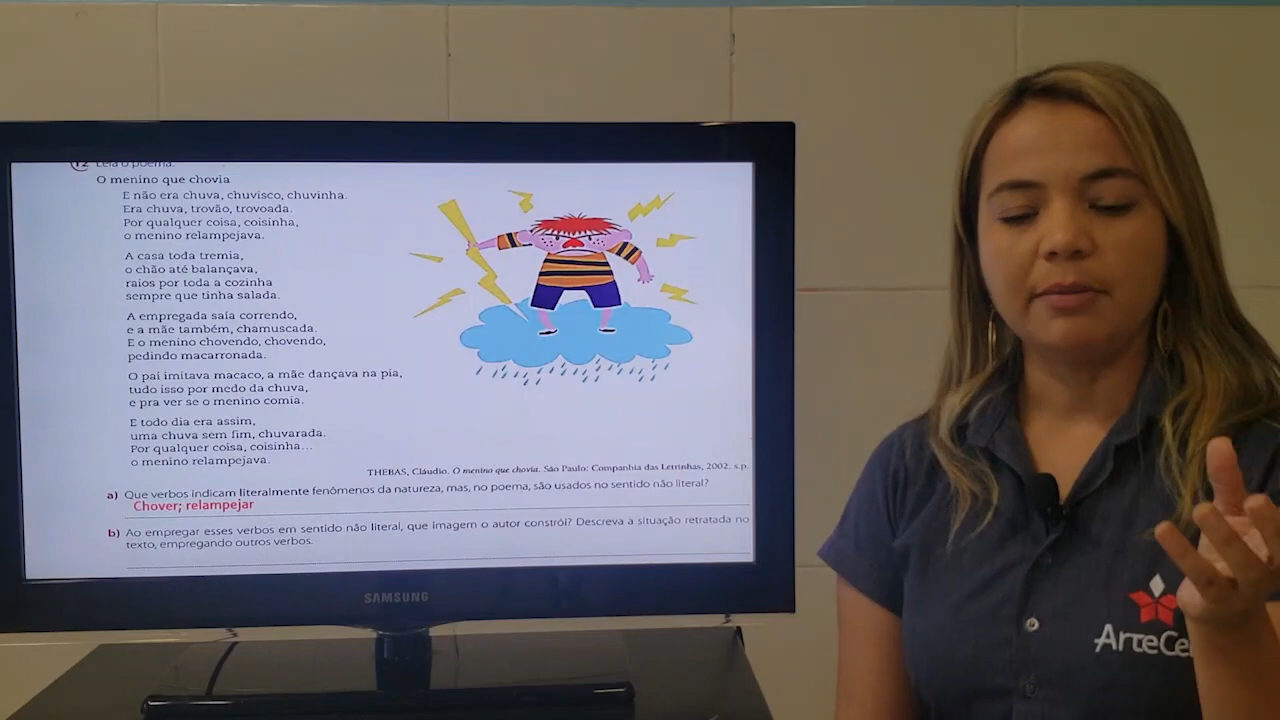 12 Leia o poema.
O menino que chovia
E não era chuva, chuvisco, chuvinha.
Era chuva, trovão, trovoada.
Por qualquer coisa, coisinha,
o menino relampejava.
A casa toda tremia,
o chão até balançava,
raios por toda a cozinha
sempre que tinha salada.
A empregada saía correndo,
e a mãe também, chamuscada.
E o menino chovendo, chovendo,
pedindo macarronada.
O pai imitava macaco, a mãe dançava na pia,
tudo isso por medo da chuva,
e pra ver se o menino comia.
E todo dia era assim,
uma chuva sem fim, chuvarada.
Por qualquer coisa, coisinha...
o menino relampejava.
THEBAS, Cláudio. O menino que chovia. São Paulo: Companhia das Letrinhas, 2002. s.p.
a) Que verbos indicam literalmente fenômenos da natureza, mas, no poema, são usados no sentido não literal?
Chover; relampejar
b) Ao empregar esses verbos em sentido não literal, que imagem o autor constrói? Descreva a situação retratada no
texto, empregando outros verbos.
SAMSUNG